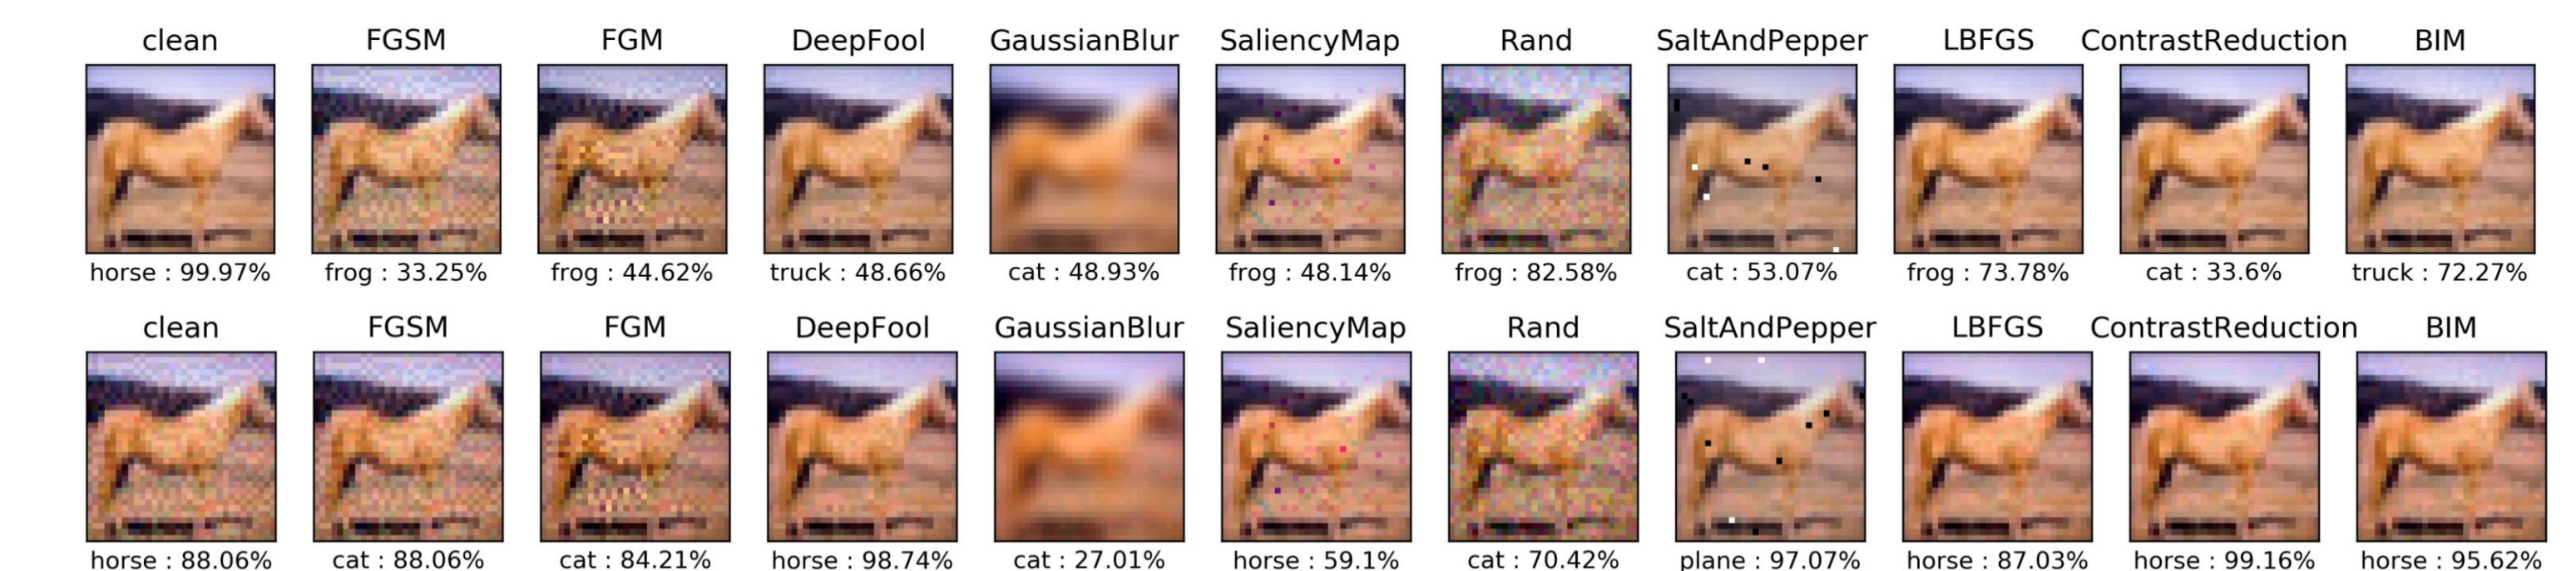 clean FGSM FGM DeepFool GaussianBlur SaliencyMap Rand SaltAndPepper LBFGS ContrastReduction BIM
horse : 99.97% frog : 33.25% frog : 44.62% truck : 48.66% cat : 48.93% frog : 48.14% frog : 82.58% cat : 53.07% frog : 73.78% cat : 33.6% truck : 72.27%
clean FGSM FGM DeepFool GaussianBlur SaliencyMap Rand SaltAndPepper LBFGS ContrastReduction BIM
horse : 88.06% cat : 88.06% cat : 84.21% horse : 98.74% cat : 27.01% horse : 59.1% cat : 70.42% plane : 97.07% horse : 87.03% horse : 99.16% horse : 95.62%